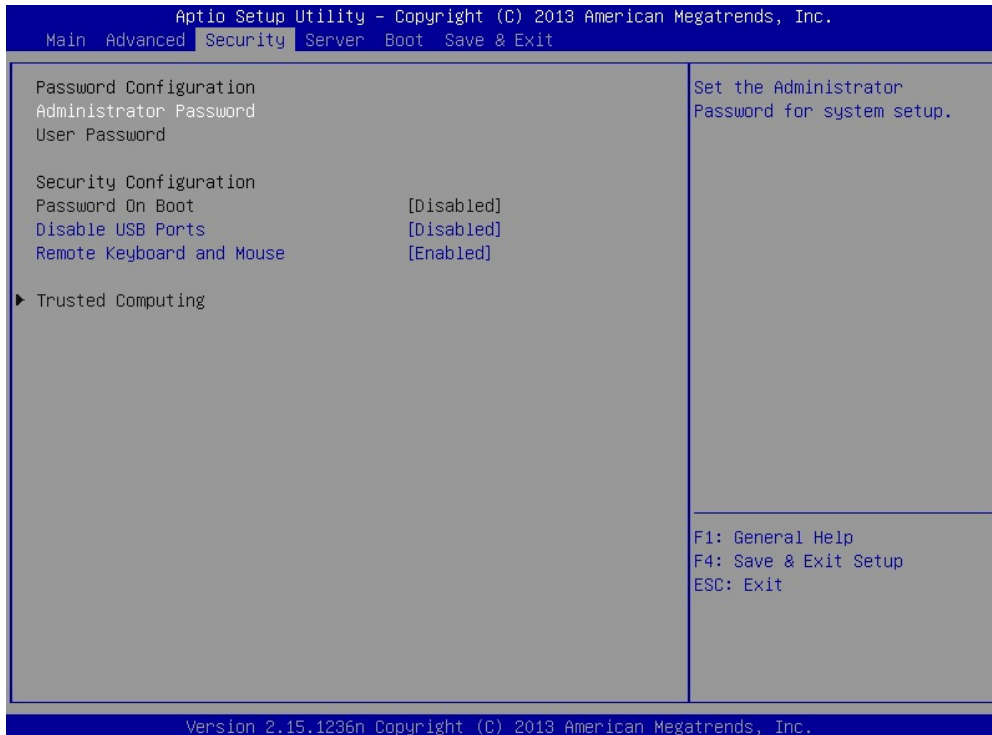 Aptio Setup Utility – Copyright (C) 2013 American Megatrends, Inc.
Main Advanced Security Server Boot Save & Exit
Password Configuration
Administrator Password
User Password
Security Configuration
Password On Boot [Disabled]
Disable USB Ports [Disabled]
Remote Keyboard and Mouse [Enabled]
Trusted Computing
Set the Administrator
Password for system setup.
F1: General Help
F4: Save & Exit Setup
ESC: Exit
Version 2.15.1236n Copyright (C) 2013 American Megatrends, Inc.